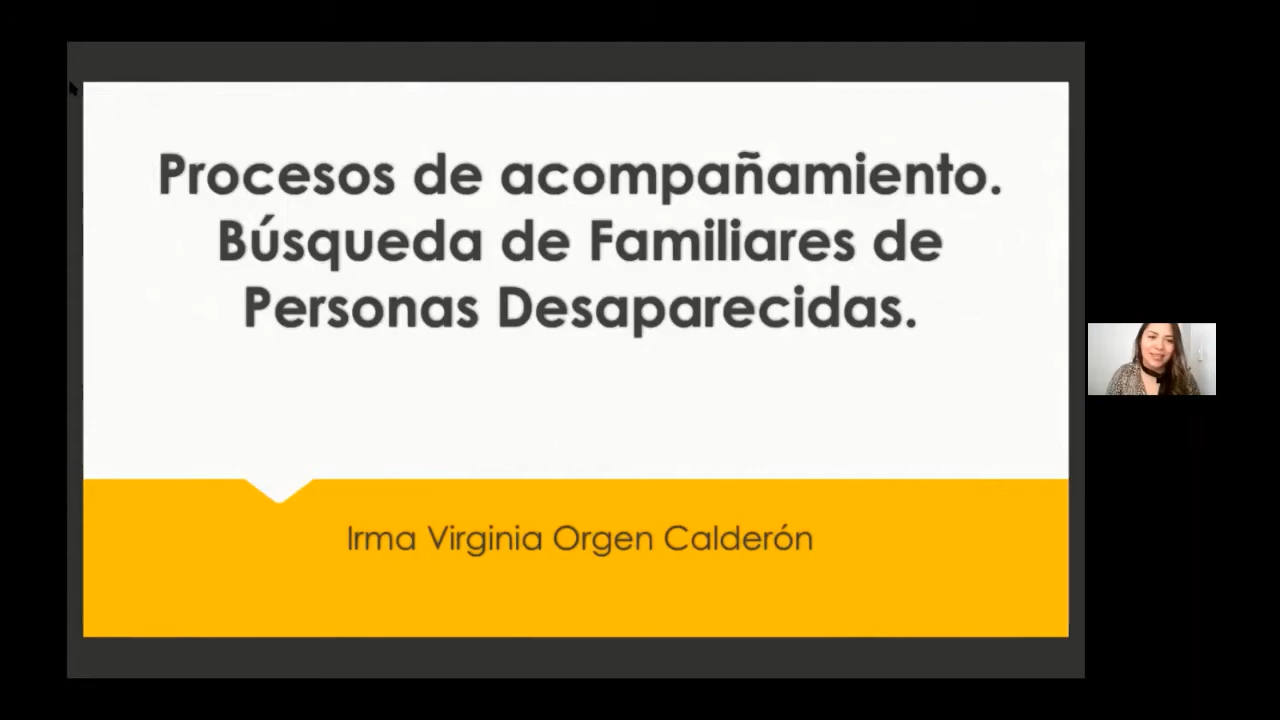 Procesos de acompañamiento.
Búsqueda de Familiares de
Personas Desaparecidas.
Irma Virginia Orgen Calderón